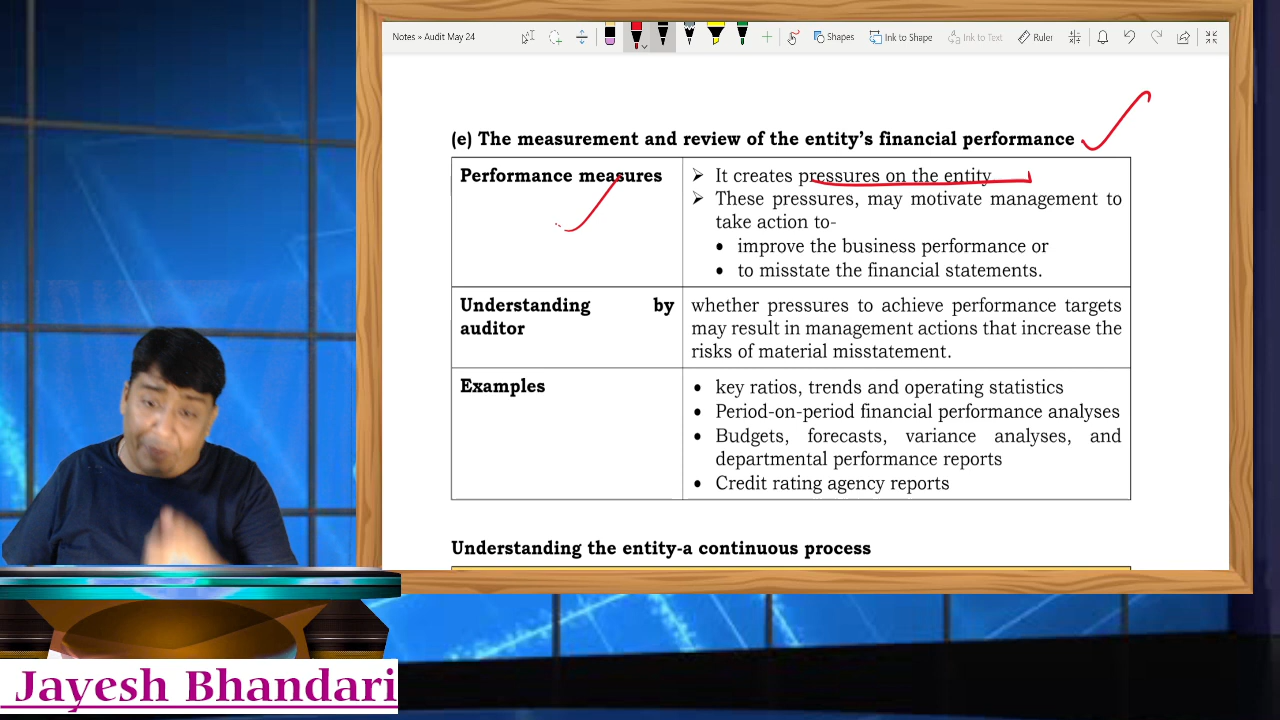 Notes » Audit May 24
Shapes
Ink to Shape
Ink to Text
Ruler
(e) The measurement and review of the entity's financial performance
Performance measures
➢ It creates pressures on the entity
➢ These pressures, may motivate management to
take action to-
• improve the business performance or
• to misstate the financial statements.
Understanding by
auditor
whether pressures to achieve performance targets
may result in management actions that increase the
risks of material misstatement.
Examples
• key ratios, trends and operating statistics
• Period-on-period financial performance analyses
• Budgets, forecasts, variance analyses, and
departmental performance reports
• Credit rating agency reports
Understanding the entity-a continuous process
Jayesh Bhandari